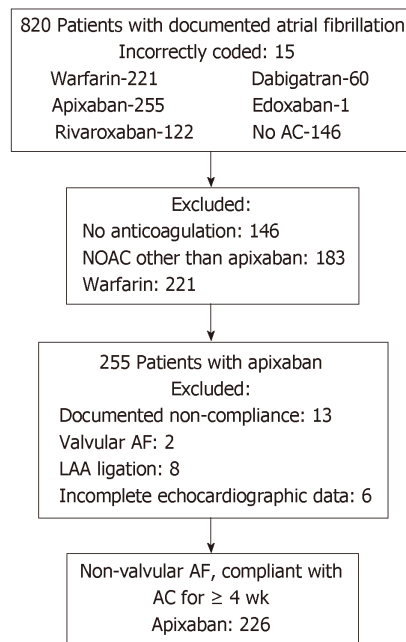 820 Patients with documented atrial fibrillation
Incorrectly coded: 15
Warfarin-221 Dabigatran-60
Apixaban-255 Edoxaban-1
Rivaroxaban-122 No AC-146
Excluded:
No anticoagulation: 146
NOAC other than apixaban: 183
Warfarin: 221
255 Patients with apixaban
Excluded:
Documented non-compliance: 13
Valvular AF: 2
LAA ligation: 8
Incomplete echocardiographic data: 6
Non-valvular AF, compliant with
AC for ≥ 4 wk
Apixaban: 226